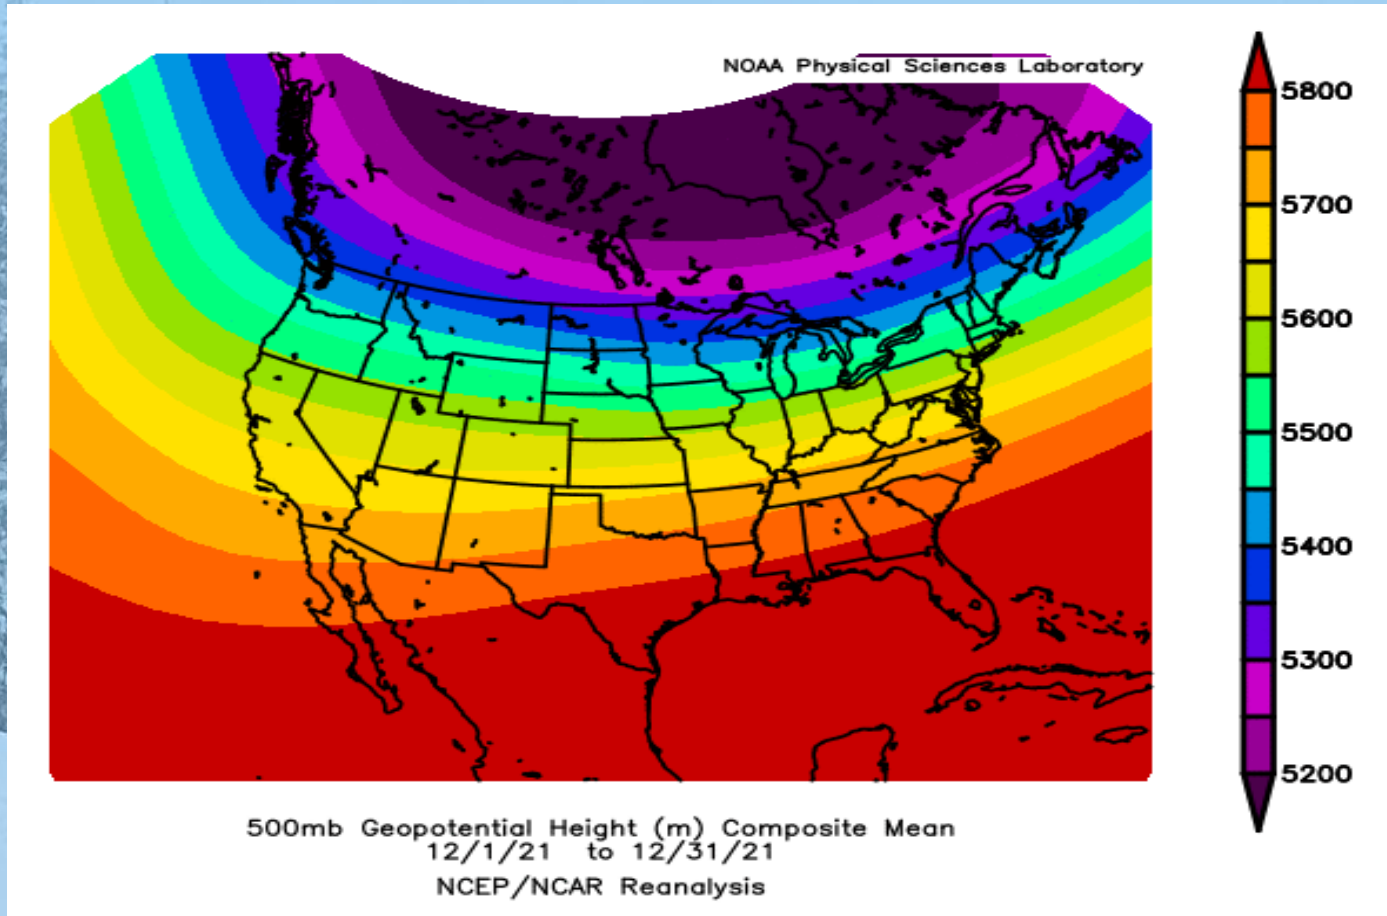 NOAA Physical Sciences Laboratory
5800
5700
5600
5500
5400
5300
5200
500mb Geopotential Height (m) Composite Mean
12/1/21 to 12/31/21
NCEP/NCAR Reanalysis